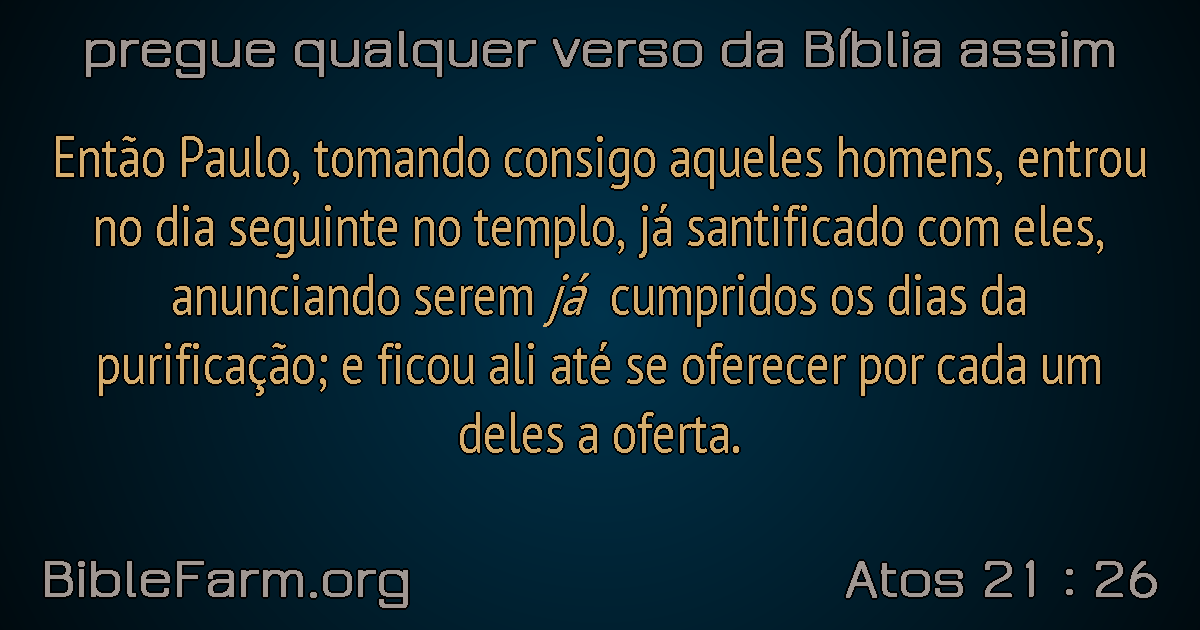 pregue qualquer verso da Bíblia assim
Então Paulo, tomando consigo aqueles homens, entrou
no dia seguinte no templo, já santificado com eles,
anunciando serem já cumpridos os dias da
purificação; e ficou ali até se oferecer por cada um
deles a oferta.
BibleFarm.org
Atos 21 : 26